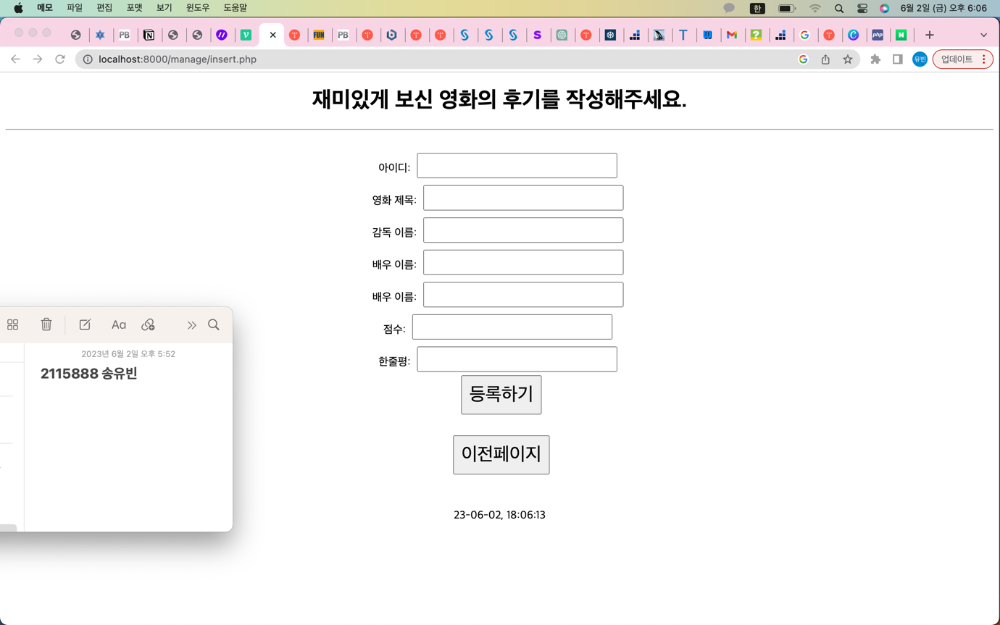 메모 파일 편집 포맷 보기 윈도우 도움말 한 6월 2일 (금) 오후 6:06
PB N V FUN PB S S S S T W M ? G C php N
localhost:8000/manage/insert.php G 유빈 업데이트
재미있게 보신 영화의 후기를 작성해주세요.
아이디:
영화 제목:
감독 이름:
배우 이름:
배우 이름:
점수:
한줄평:
등록하기
이전페이지
23-06-02, 18:06:13
Aa
2023년 6월 2일 오후 5:52
2115888 송유빈